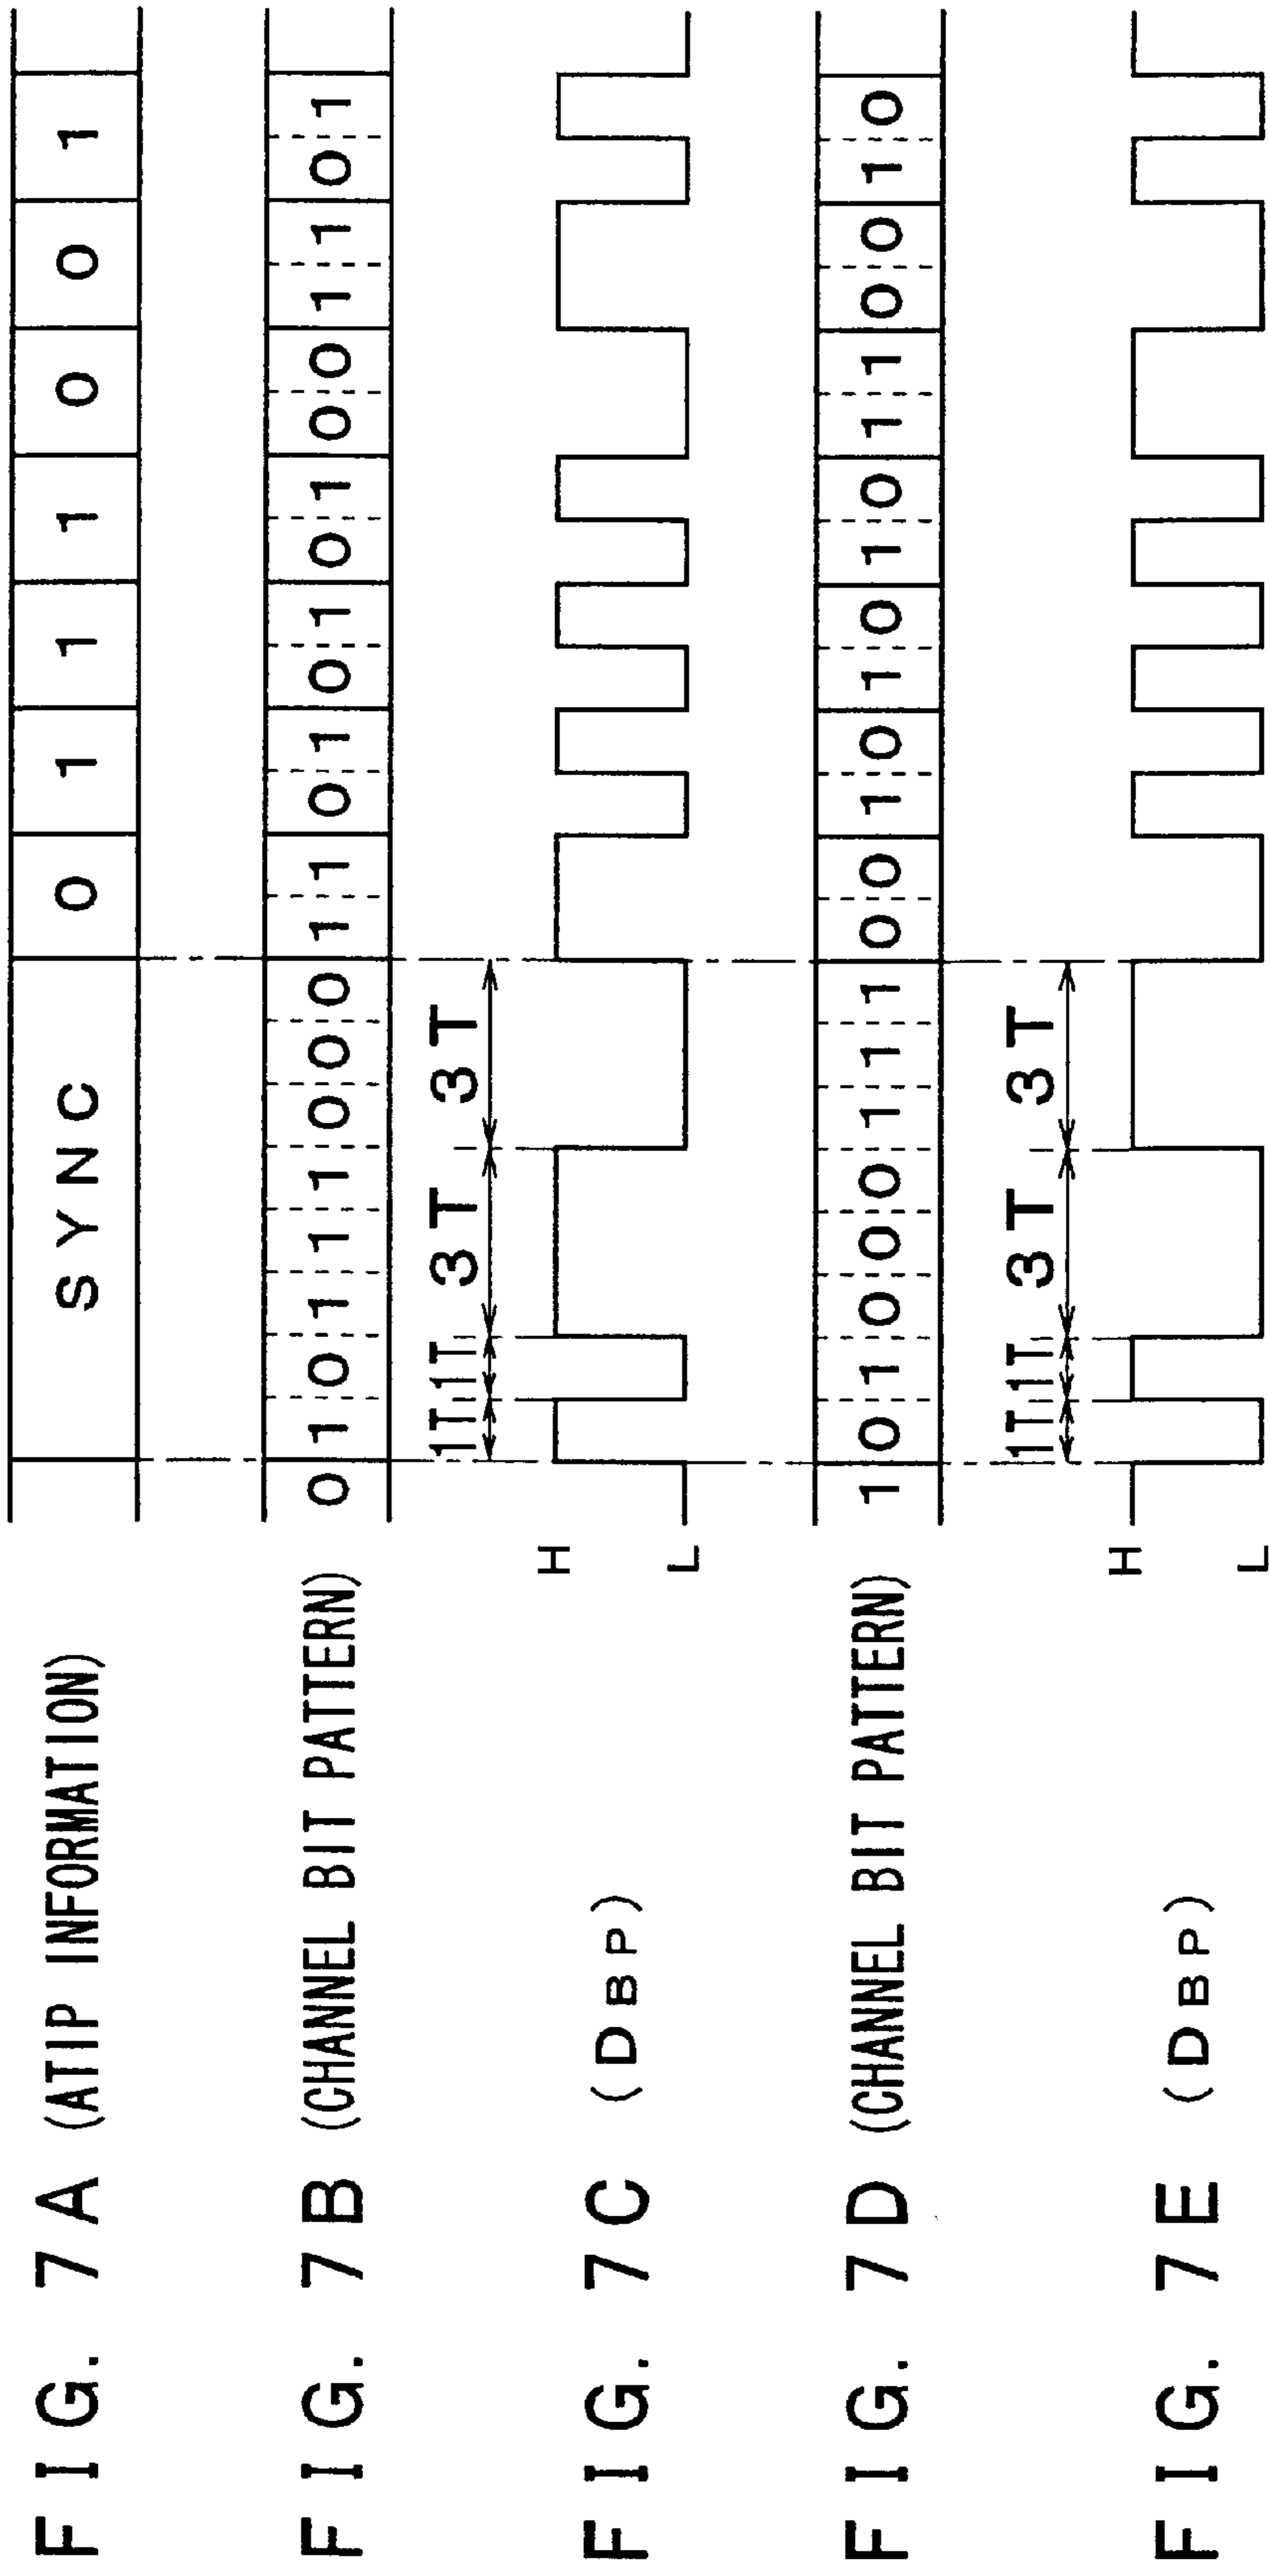 FIG. 7A (ATIP INFORMATION) SYNC 0 1 1 1 0 0 1
FIG. 7B (CHANNEL BIT PATTERN) 0 1 0 1 1 1 0 0 0 1 1 0 1 0 1 0 1 0 0 1 1 0 1
1T 1T 3T 3T
H
FIG. 7C (DBP)
L
FIG. 7D (CHANNEL BIT PATTERN) 1 0 1 0 0 0 1 1 1 0 0 1 0 1 0 1 0 1 1 0 0 1 0
1T 1T 3T 3T
H
FIG. 7E (DBP)
L